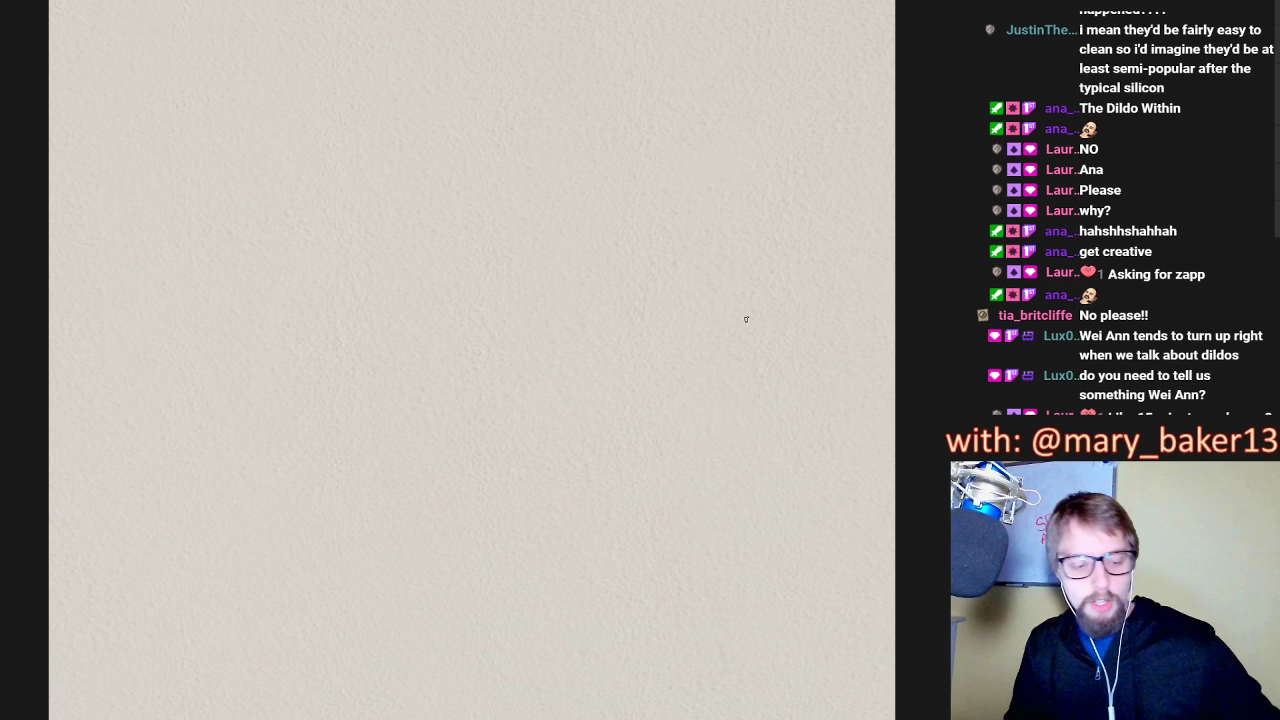 JustinThe... I mean they'd be fairly easy to
clean so i'd imagine they'd be at
least semi-popular after the
typical silicon
ana_.. The Dildo Within
ana_..
Laur.. NO
Laur.. Ana
Laur.. Please
Laur.. why?
ana_.. hahshhshahhah
ana_.. get creative
Laur.. 1 Asking for zapp
ana_..
tia_britcliffe No please!!
Lux0.. Wei Ann tends to turn up right
when we talk about dildos
Lux0.. do you need to tell us
something Wei Ann?
with: @mary_baker13